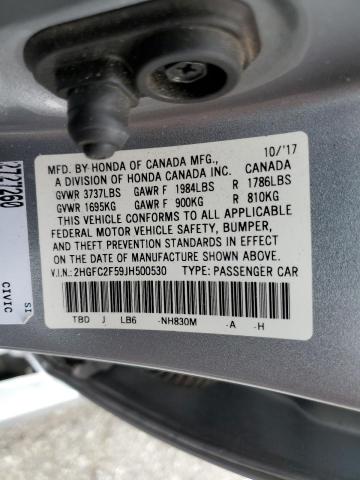 MFD. BY HONDA OF CANADA MFG., 10/'17
A DIVISION OF HONDA CANADA INC. CANADA
GVWR 3737LBS GAWR F 1984LBS R 1786LBS
GVWR 1695KG GAWR F 900KG R 810KG
THIS VEHICLE CONFORMS TO ALL APPLICABLE
FEDERAL MOTOR VEHICLE SAFETY, BUMPER,
AND THEFT PREVENTION STANDARDS IN EFFECT
ON THE DATE OF MANUFACTURE SHOWN ABOVE.
V.I.N.: 2HGFC2F59JH500530 TYPE: PASSENGER CAR
TBD J LB6 -NH830M -A -H
CIVIC
SI